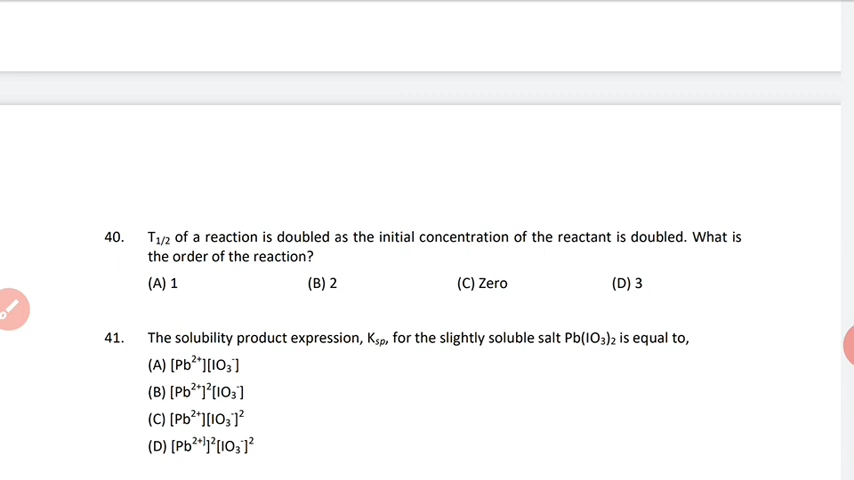 40. T₁/₂ of a reaction is doubled as the initial concentration of the reactant is doubled. What is
the order of the reaction?
(A) 1 (B) 2 (C) Zero (D) 3
41. The solubility product expression, Kₛₚ, for the slightly soluble salt Pb(IO₃)₂ is equal to,
(A) [Pb²⁺][IO₃⁻]
(B) [Pb²⁺]²[IO₃⁻]
(C) [Pb²⁺][IO₃⁻]²
(D) [Pb²⁺]]²[IO₃⁻]²